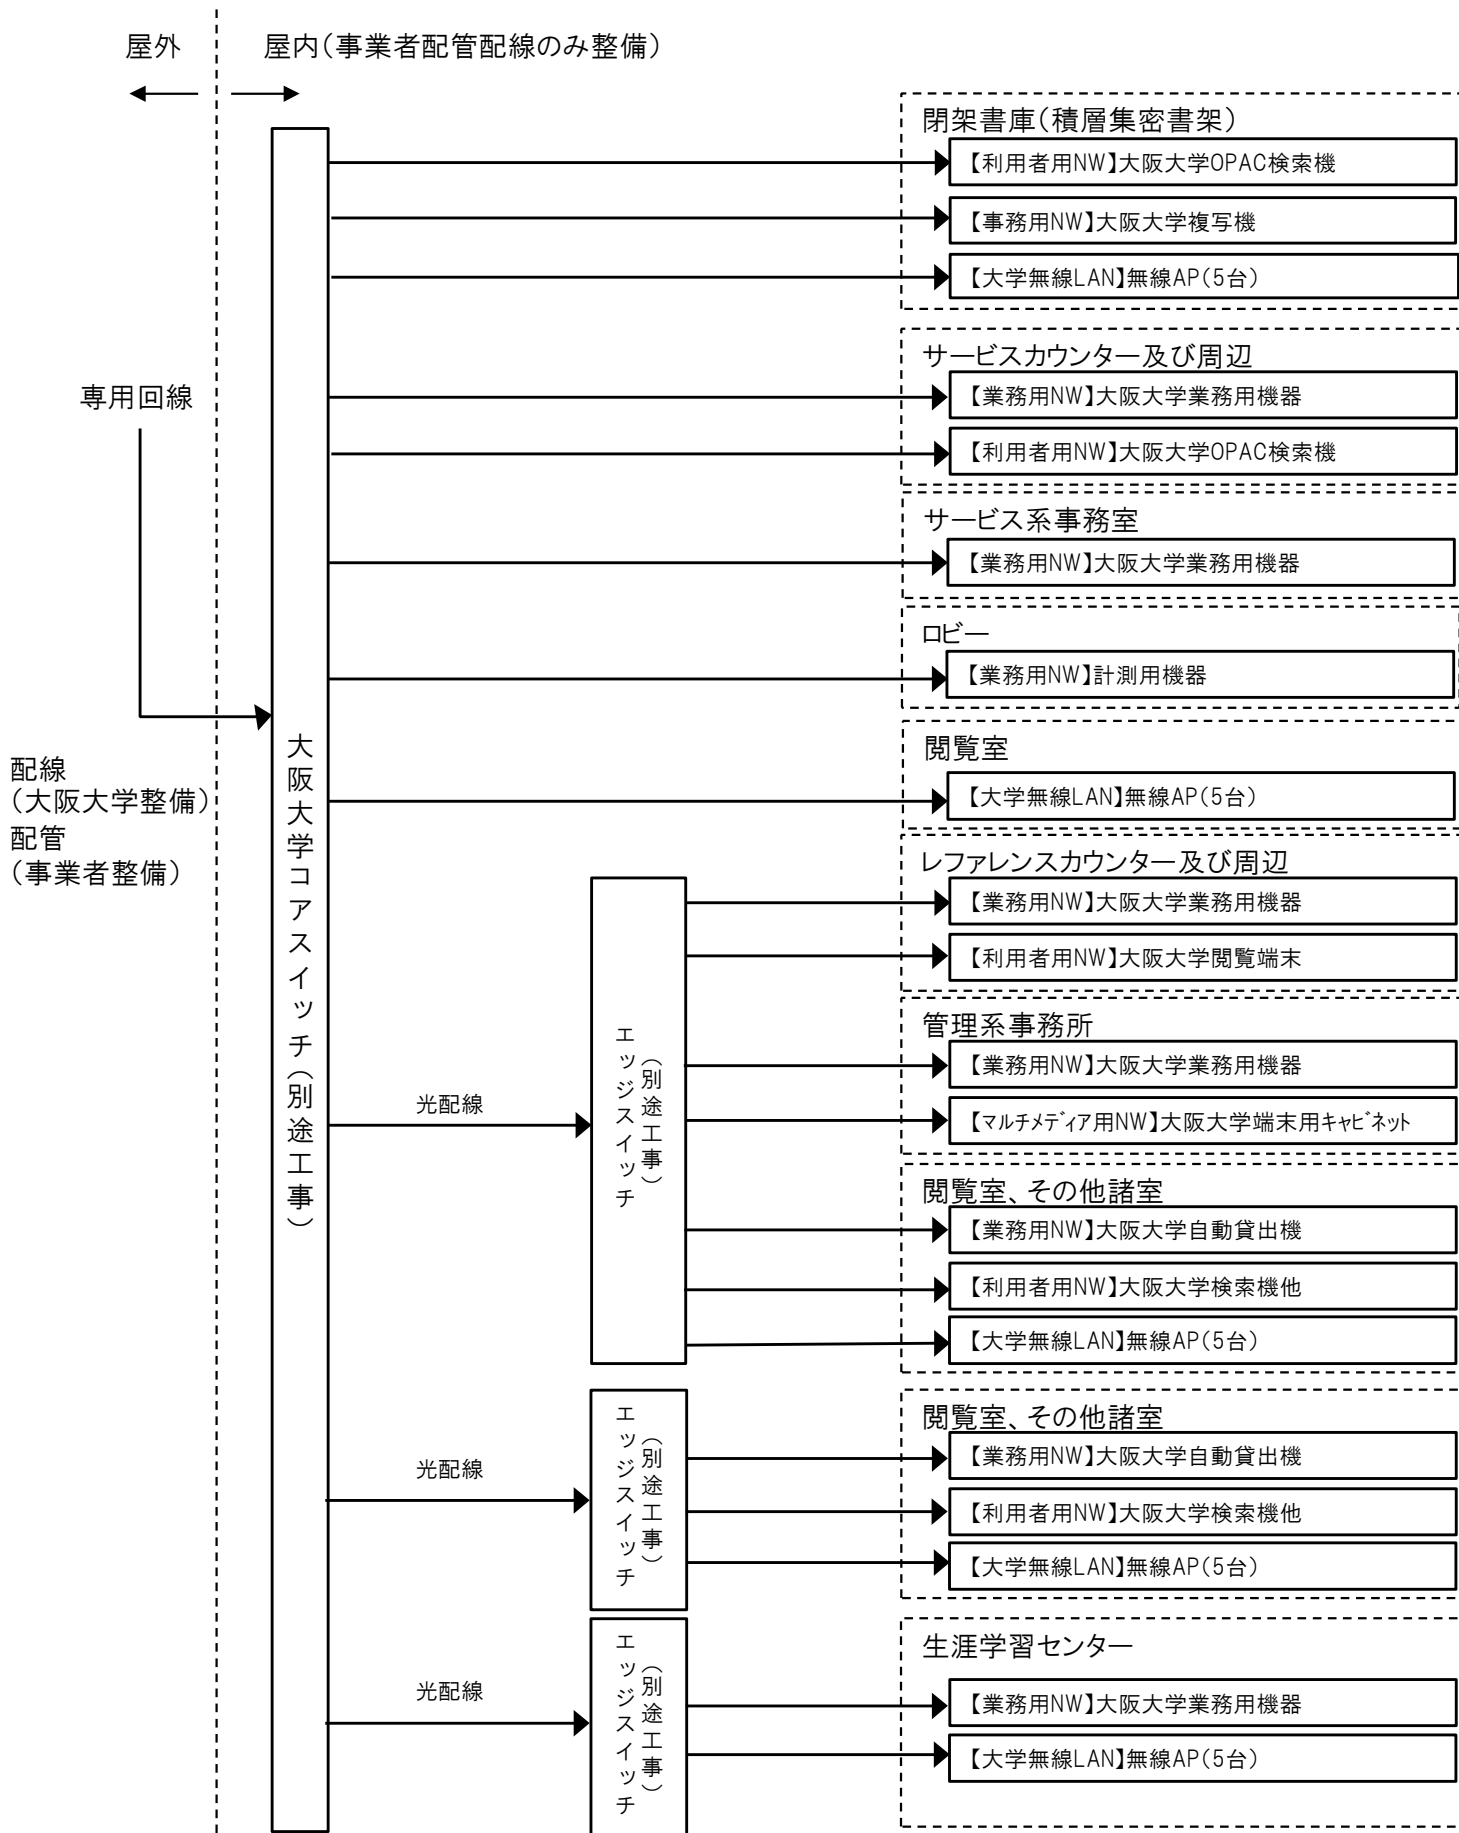 屋外
屋内（事業者配管配線のみ整備）
専用回線
配線
（大阪大学整備）
配管
（事業者整備）
大阪大学コアスイッチ（別途工事）
閉架書庫（積層集密書架）
【利用者用NW】大阪大学OPAC検索機
【事務用NW】大阪大学複写機
【大学無線LAN】無線AP（5台）
サービスカウンター及び周辺
【業務用NW】大阪大学業務用機器
【利用者用NW】大阪大学OPAC検索機
サービス系事務室
【業務用NW】大阪大学業務用機器
ロビー
【業務用NW】計測用機器
閲覧室
【大学無線LAN】無線AP（5台）
光配線
エッジスイッチ
（別途工事）
レファレンスカウンター及び周辺
【業務用NW】大阪大学業務用機器
【利用者用NW】大阪大学閲覧端末
管理系事務所
【業務用NW】大阪大学業務用機器
【マルチメディア用NW】大阪大学端末用キャビネット
閲覧室、その他諸室
【業務用NW】大阪大学自動貸出機
【利用者用NW】大阪大学検索機他
【大学無線LAN】無線AP（5台）
光配線
エッジスイッチ
（別途工事）
閲覧室、その他諸室
【業務用NW】大阪大学自動貸出機
【利用者用NW】大阪大学検索機他
【大学無線LAN】無線AP（5台）
光配線
エッジスイッチ
（別途工事）
生涯学習センター
【業務用NW】大阪大学業務用機器
【大学無線LAN】無線AP（5台）